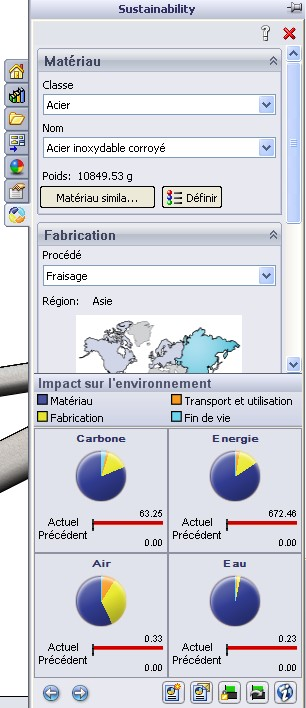 Sustainability
?
Matériau
Classe
Acier
Nom
Acier inoxydable corroyé
Poids: 10849.53 g
Matériau simila... Définir
Fabrication
Procédé
Fraisage
Région: Asie
Impact sur l'environnement
Matériau Transport et utilisation
Fabrication Fin de vie
Carbone Energie
63.25 672.46
Actuel Actuel
Précédent Précédent
0.00 0.00
Air Eau
0.33 0.23
Actuel Actuel
Précédent Précédent
0.00 0.00